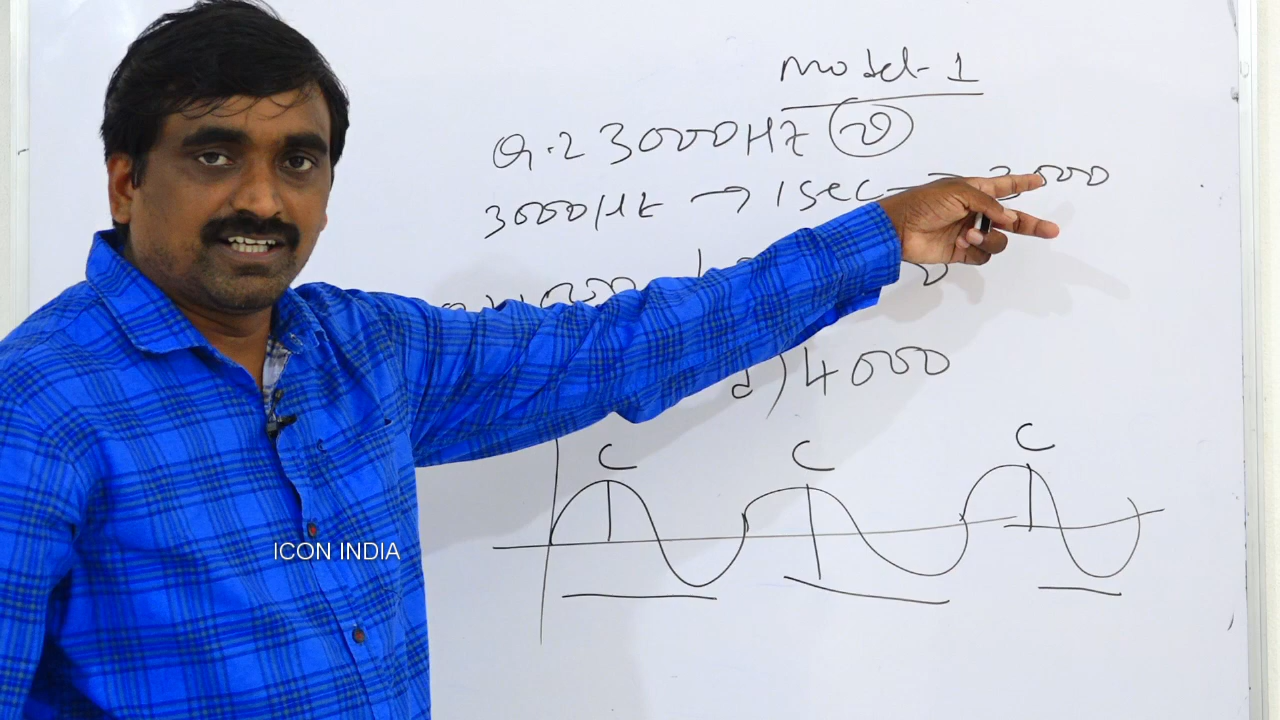 Model-1
Q.2 3000HZ ν
3000HZ → 1sec → 3000
d) 4000
C C C
ICON INDIA